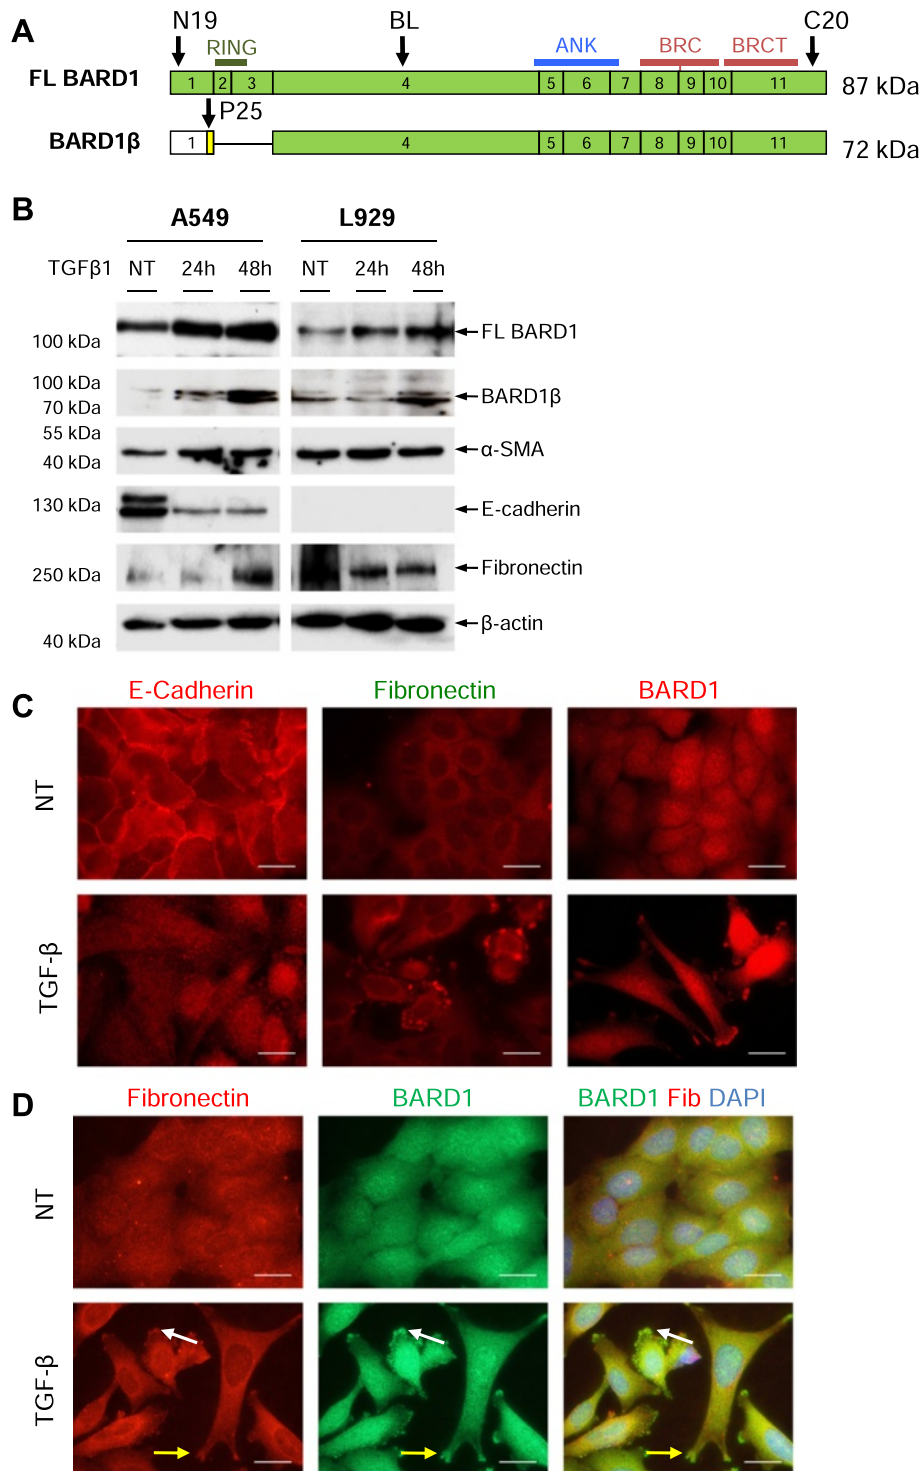 A
N19
BL
C20
RING
ANK
BRC
BRCT
FL BARD1
1 2 3 4 5 6 7 8 9 10 11
87 kDa
P25
BARD1β
1 4 5 6 7 8 9 10 11
72 kDa
B
A549
L929
TGFβ1
NT 24h 48h
NT 24h 48h
100 kDa
FL BARD1
100 kDa
70 kDa
BARD1β
55 kDa
40 kDa
α-SMA
130 kDa
E-cadherin
250 kDa
Fibronectin
40 kDa
β-actin
C
E-Cadherin
Fibronectin
BARD1
NT
TGF-β
D
Fibronectin
BARD1
BARD1 Fib DAPI
NT
TGF-β